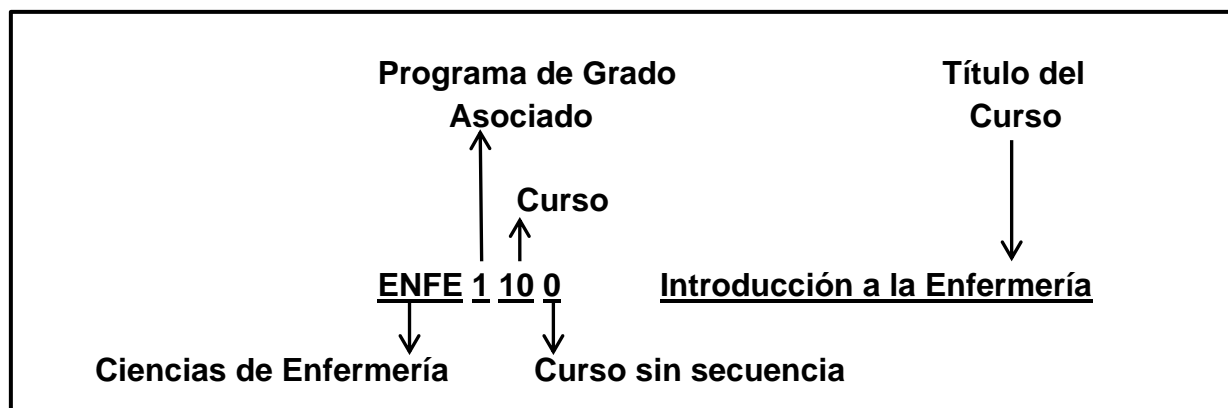 Programa de Grado
Asociado
Título del
Curso
Curso
ENFE 1 10 0
Introducción a la Enfermería
Ciencias de Enfermería
Curso sin secuencia